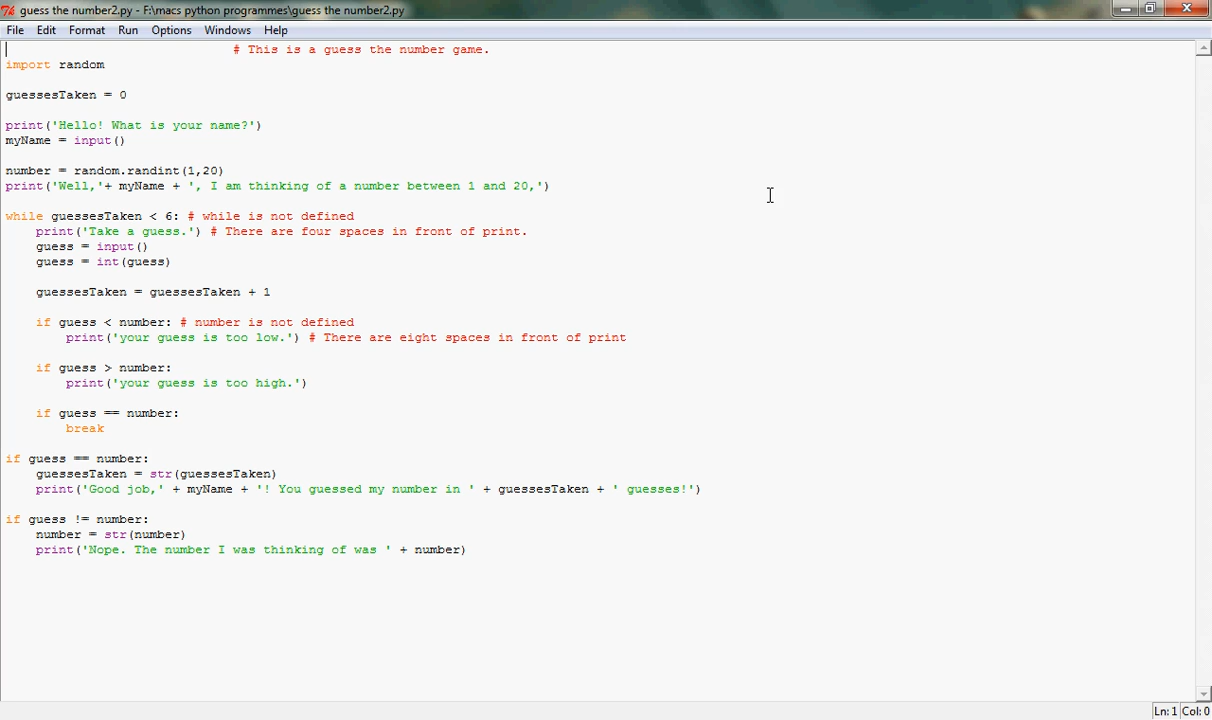 guess the number2.py - F:\macs python programmes\guess the number2.py
File Edit Format Run Options Windows Help
# This is a guess the number game.
import random
guessesTaken = 0
print('Hello! What is your name?')
myName = input()
number = random.randint(1,20)
print('Well,'+ myName + ', I am thinking of a number between 1 and 20,')
while guessesTaken < 6: # while is not defined
    print('Take a guess.') # There are four spaces in front of print.
    guess = input()
    guess = int(guess)
    guessesTaken = guessesTaken + 1
    if guess < number: # number is not defined
        print('your guess is too low.') # There are eight spaces in front of print
    if guess > number:
        print('your guess is too high.')
    if guess == number:
        break
if guess == number:
    guessesTaken = str(guessesTaken)
    print('Good job,' + myName + '! You guessed my number in ' + guessesTaken + ' guesses!')
if guess != number:
    number = str(number)
    print('Nope. The number I was thinking of was ' + number)
Ln: 1 Col: 0